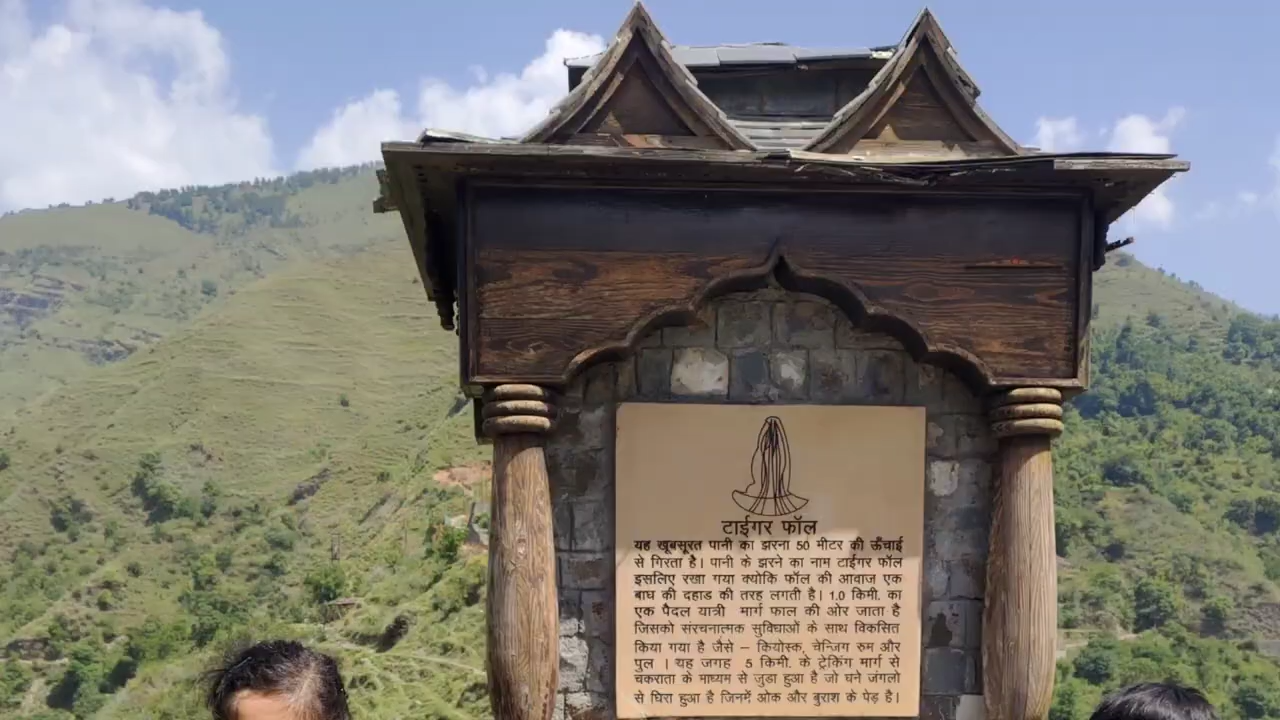 टाईगर फॉल
यह खूबसूरत पानी का झरना 50 मीटर की ऊँचाई
से गिरता है। पानी के झरने का नाम टाईगर फॉल
इसलिए रखा गया क्योकि फॉल की आवाज एक
बाघ की दहाड की तरह लगती है। 1.0 किमी. का
एक पैदल यात्री मार्ग फाल की ओर जाता है
जिसको संरचनात्मक सुविधाओं के साथ विकसित
किया गया है जैसे – कियोस्क, चेन्जिग रुम और
पुल । यह जगह 5 किमी. के ट्रेकिंग मार्ग से
चकराता के माध्यम से जुडा हुआ है जो घने जंगलो
से घिरा हुआ है जिनमें ओक और बुराश के पेड़ है।